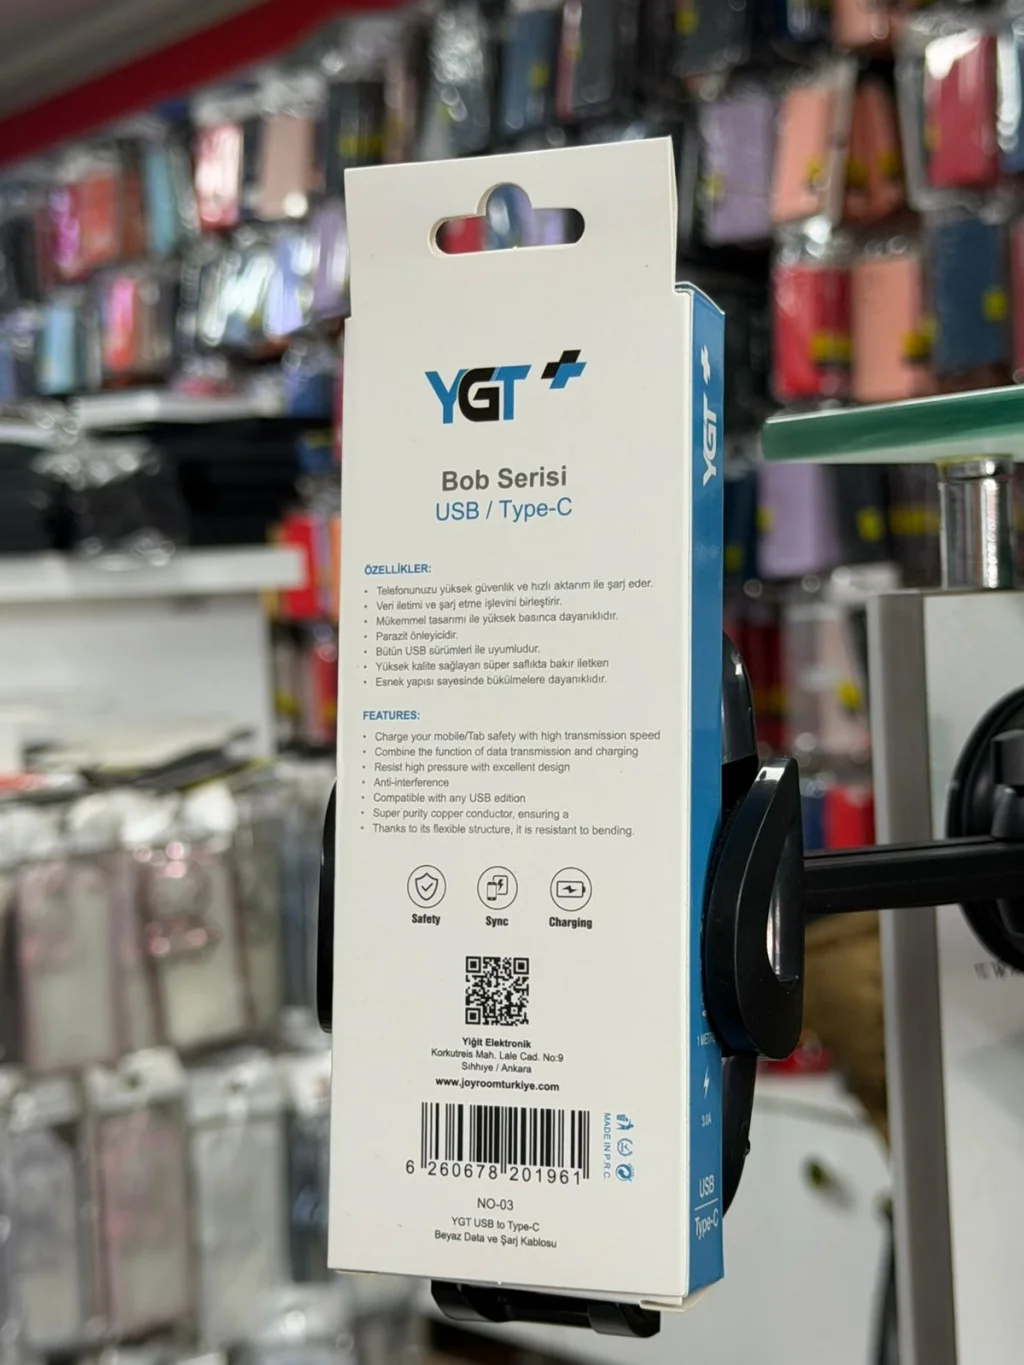 YGT
Bob Serisi
USB / Type-C
ÖZELLİKLER:
• Telefonunuzu yüksek güvenlik ve hızlı aktarım ile şarj eder.
• Veri iletimi ve şarj etme işlevini birleştirir.
• Mükemmel tasarımı ile yüksek basınca dayanıklıdır.
• Parazit önleyicidir.
• Bütün USB sürümleri ile uyumludur.
• Yüksek kalite sağlayan süper saflıkta bakır iletken
• Esnek yapısı sayesinde bükülmelere dayanıklıdır.
FEATURES:
• Charge your mobile/Tab safety with high transmission speed
• Combine the function of data transmission and charging
• Resist high pressure with excellent design
• Anti-interference
• Compatible with any USB edition
• Super purity copper conductor, ensuring a
• Thanks to its flexible structure, it is resistant to bending.
Safety Sync Charging
Yiğit Elektronik
Korkutreis Mah. Lale Cad. No:9
Sıhhıye / Ankara
www.joyroomturkiye.com
6 260678 201961
MADE IN P.R.C.
NO-03
YGT USB to Type-C
Beyaz Data ve Şarj Kablosu
YGT
3.0A
USB
Type-C